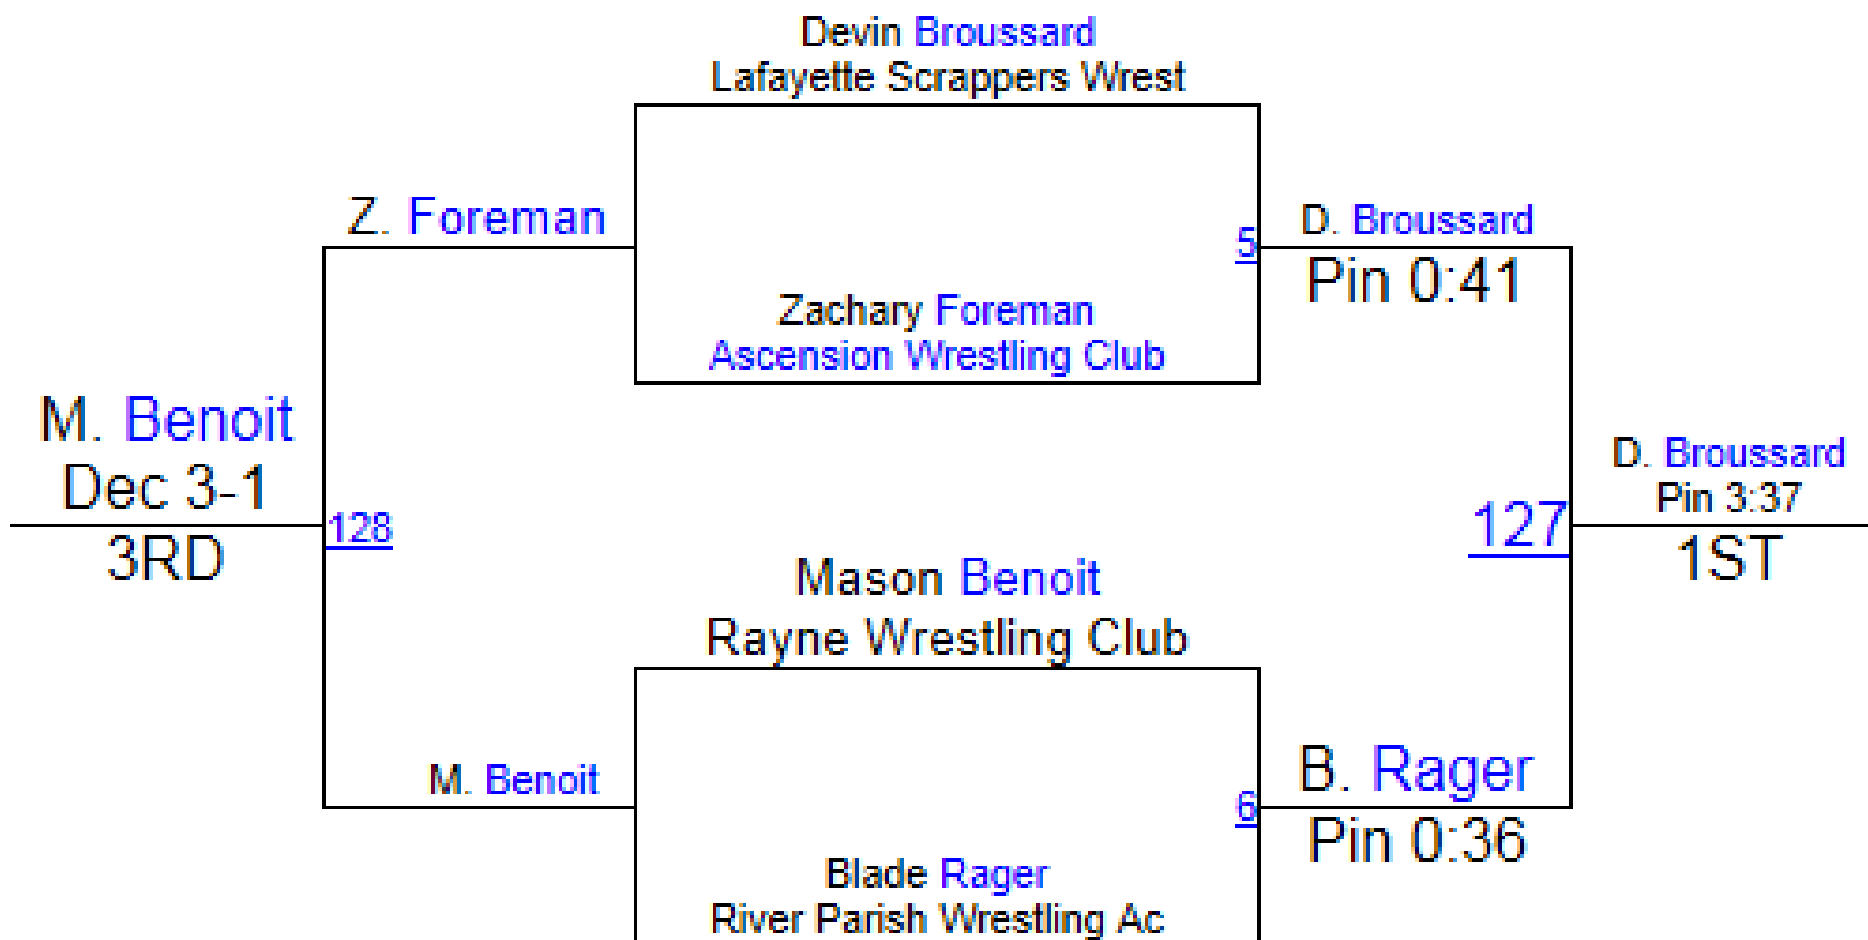 Devin Broussard
Lafayette Scrappers Wrest
Z. Foreman
5
D. Broussard
Pin 0:41
Zachary Foreman
Ascension Wrestling Club
M. Benoit
Dec 3-1
3RD
128
127
D. Broussard
Pin 3:37
1ST
Mason Benoit
Rayne Wrestling Club
M. Benoit
6
B. Rager
Pin 0:36
Blade Rager
River Parish Wrestling Ac